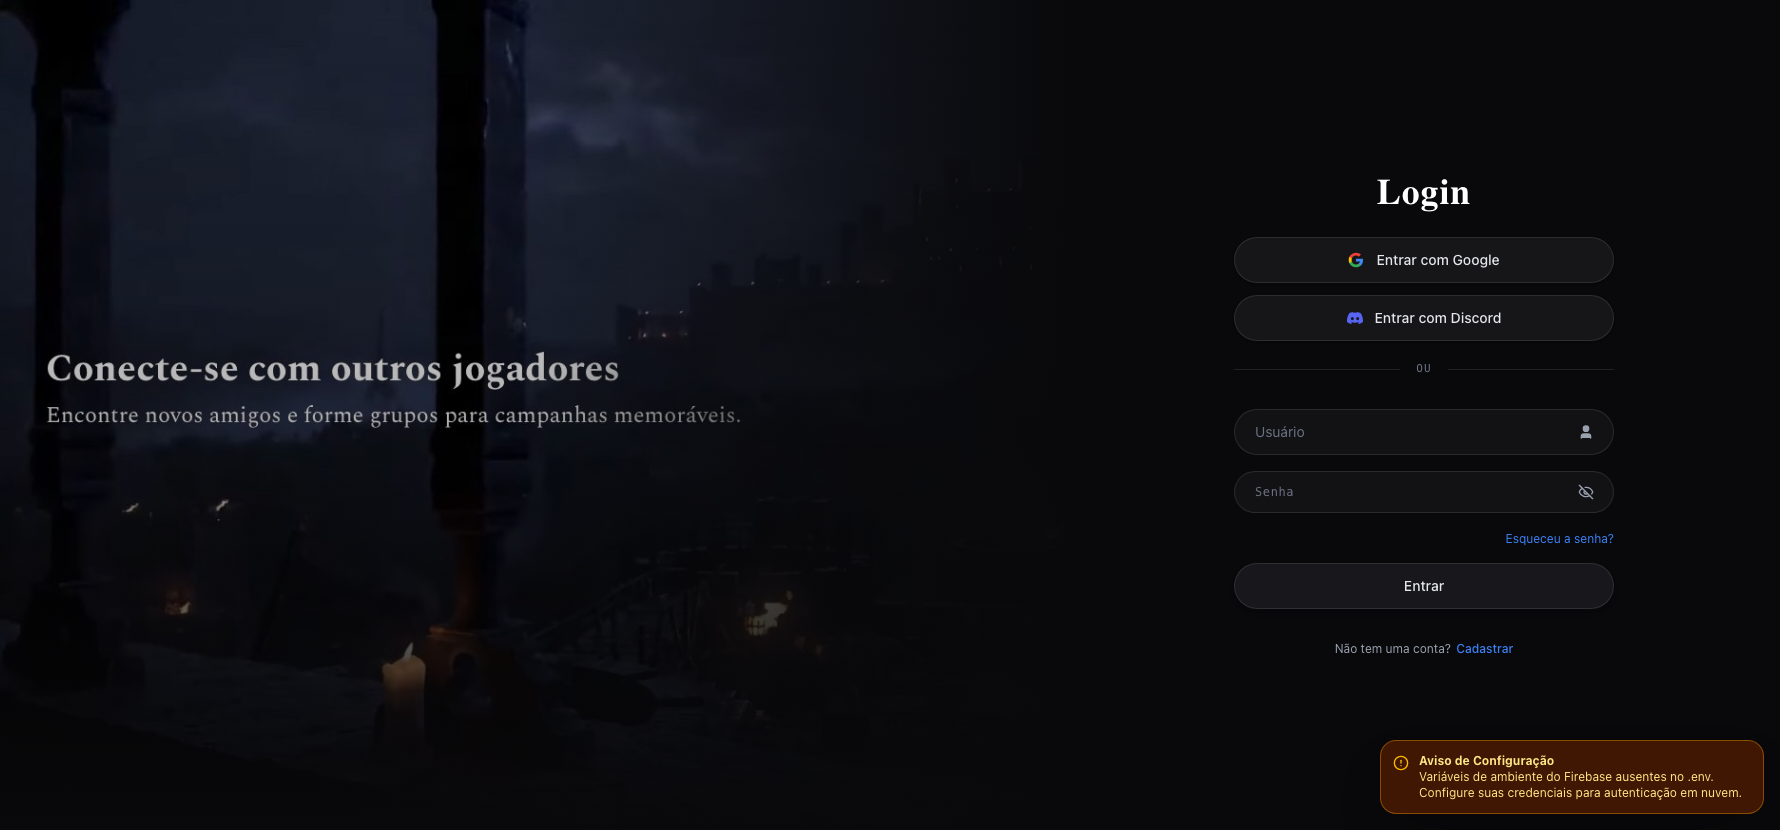 Conecte-se com outros jogadores
Encontre novos amigos e forme grupos para campanhas memoráveis.
Login
Entrar com Google
Entrar com Discord
OU
Usuário
Senha
Esqueceu a senha?
Entrar
Não tem uma conta? Cadastrar
Aviso de Configuração
Variáveis de ambiente do Firebase ausentes no .env.
Configure suas credenciais para autenticação em nuvem.